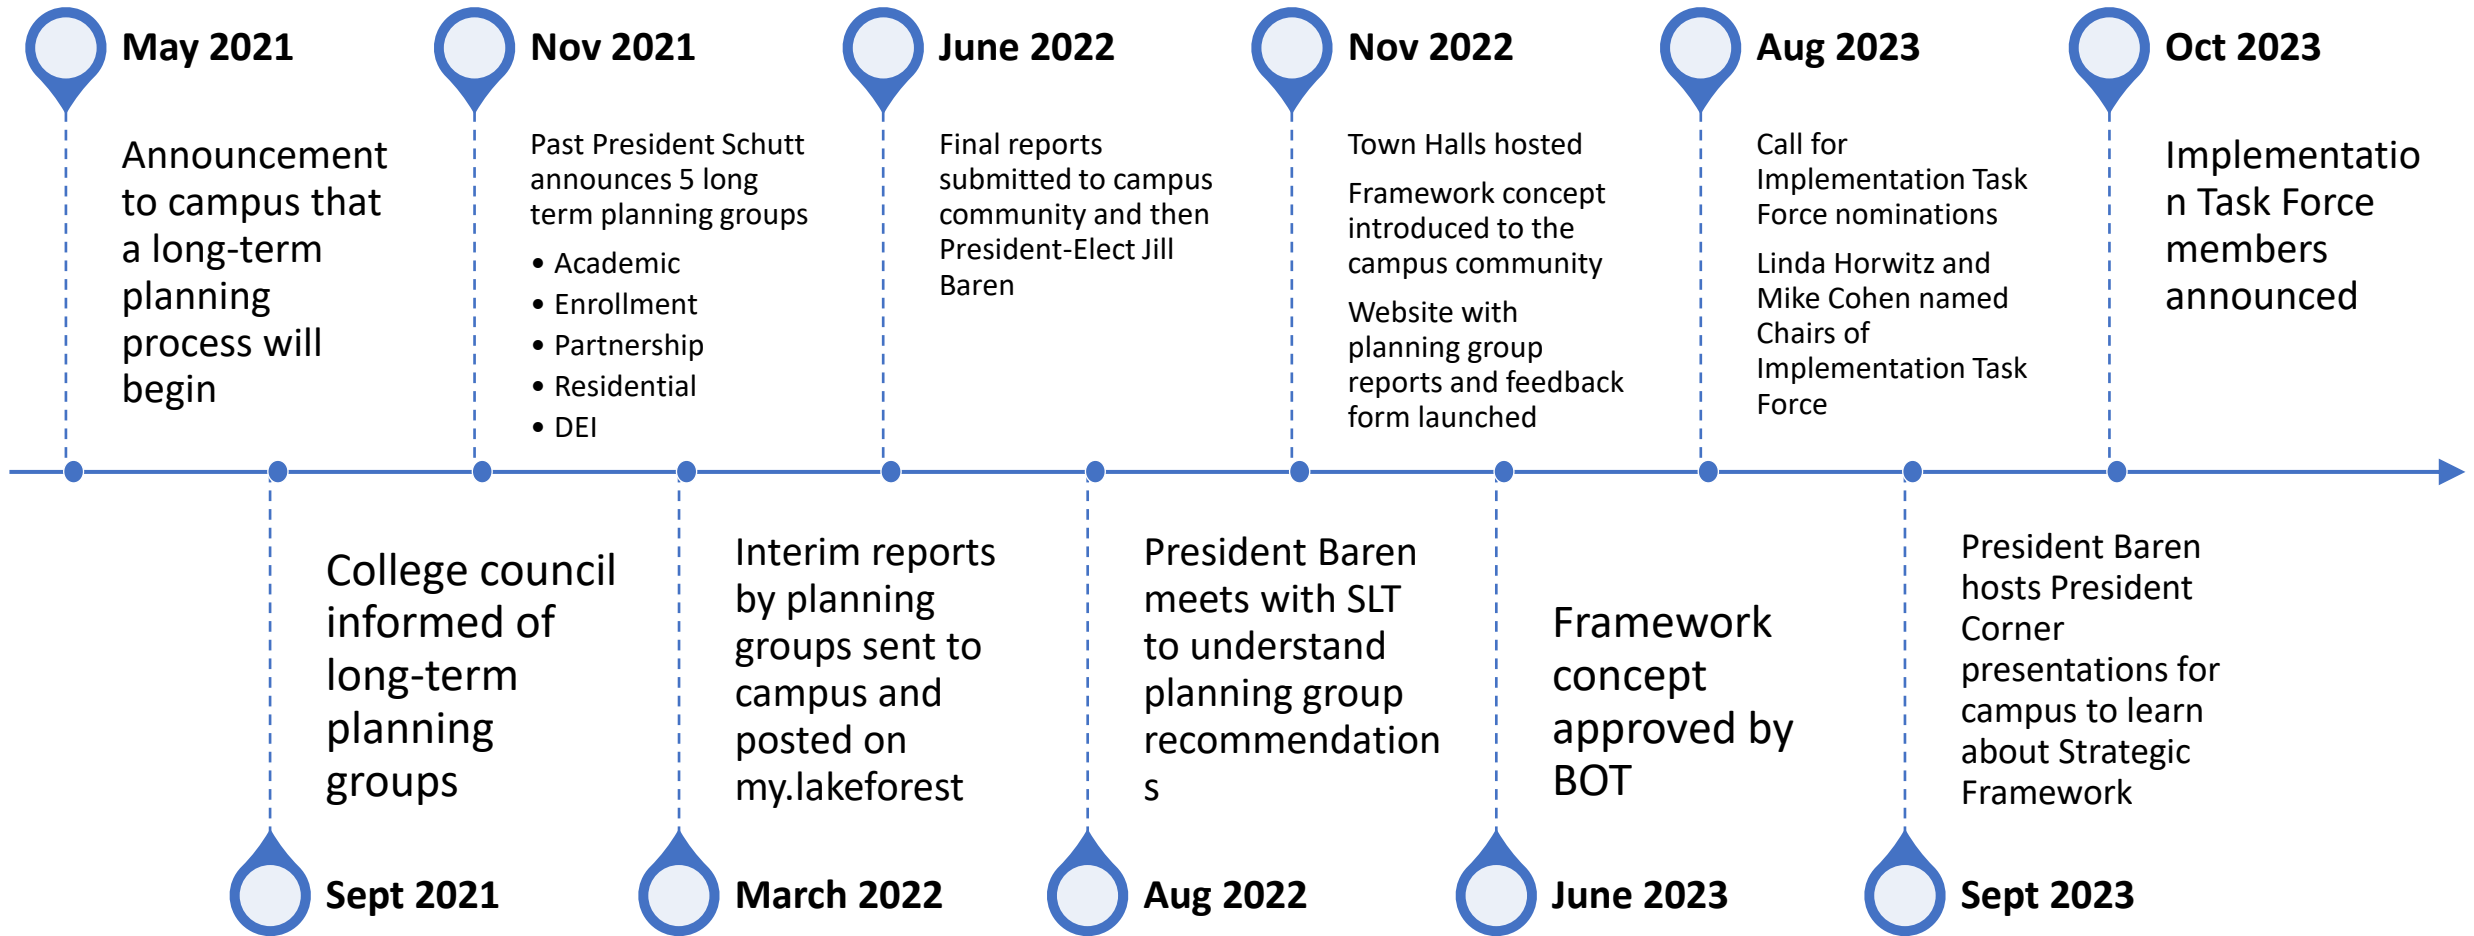 May 2021
Announcement
to campus that
a long-term
planning
process will
begin
Sept 2021
College council
informed of
long-term
planning
groups
Nov 2021
Past President Schutt
announces 5 long
term planning groups
• Academic
• Enrollment
• Partnership
• Residential
• DEI
March 2022
Interim reports
by planning
groups sent to
campus and
posted on
my.lakeforest
June 2022
Final reports
submitted to campus
community and then
President-Elect Jill
Baren
Aug 2022
President Baren
meets with SLT
to understand
planning group
recommendation
s
Nov 2022
Town Halls hosted
Framework concept
introduced to the
campus community
Website with
planning group
reports and feedback
form launched
June 2023
Framework
concept
approved by
BOT
Aug 2023
Call for
Implementation Task
Force nominations
Linda Horwitz and
Mike Cohen named
Chairs of
Implementation Task
Force
Sept 2023
President Baren
hosts President
Corner
presentations for
campus to learn
about Strategic
Framework
Oct 2023
Implementatio
n Task Force
members
announced